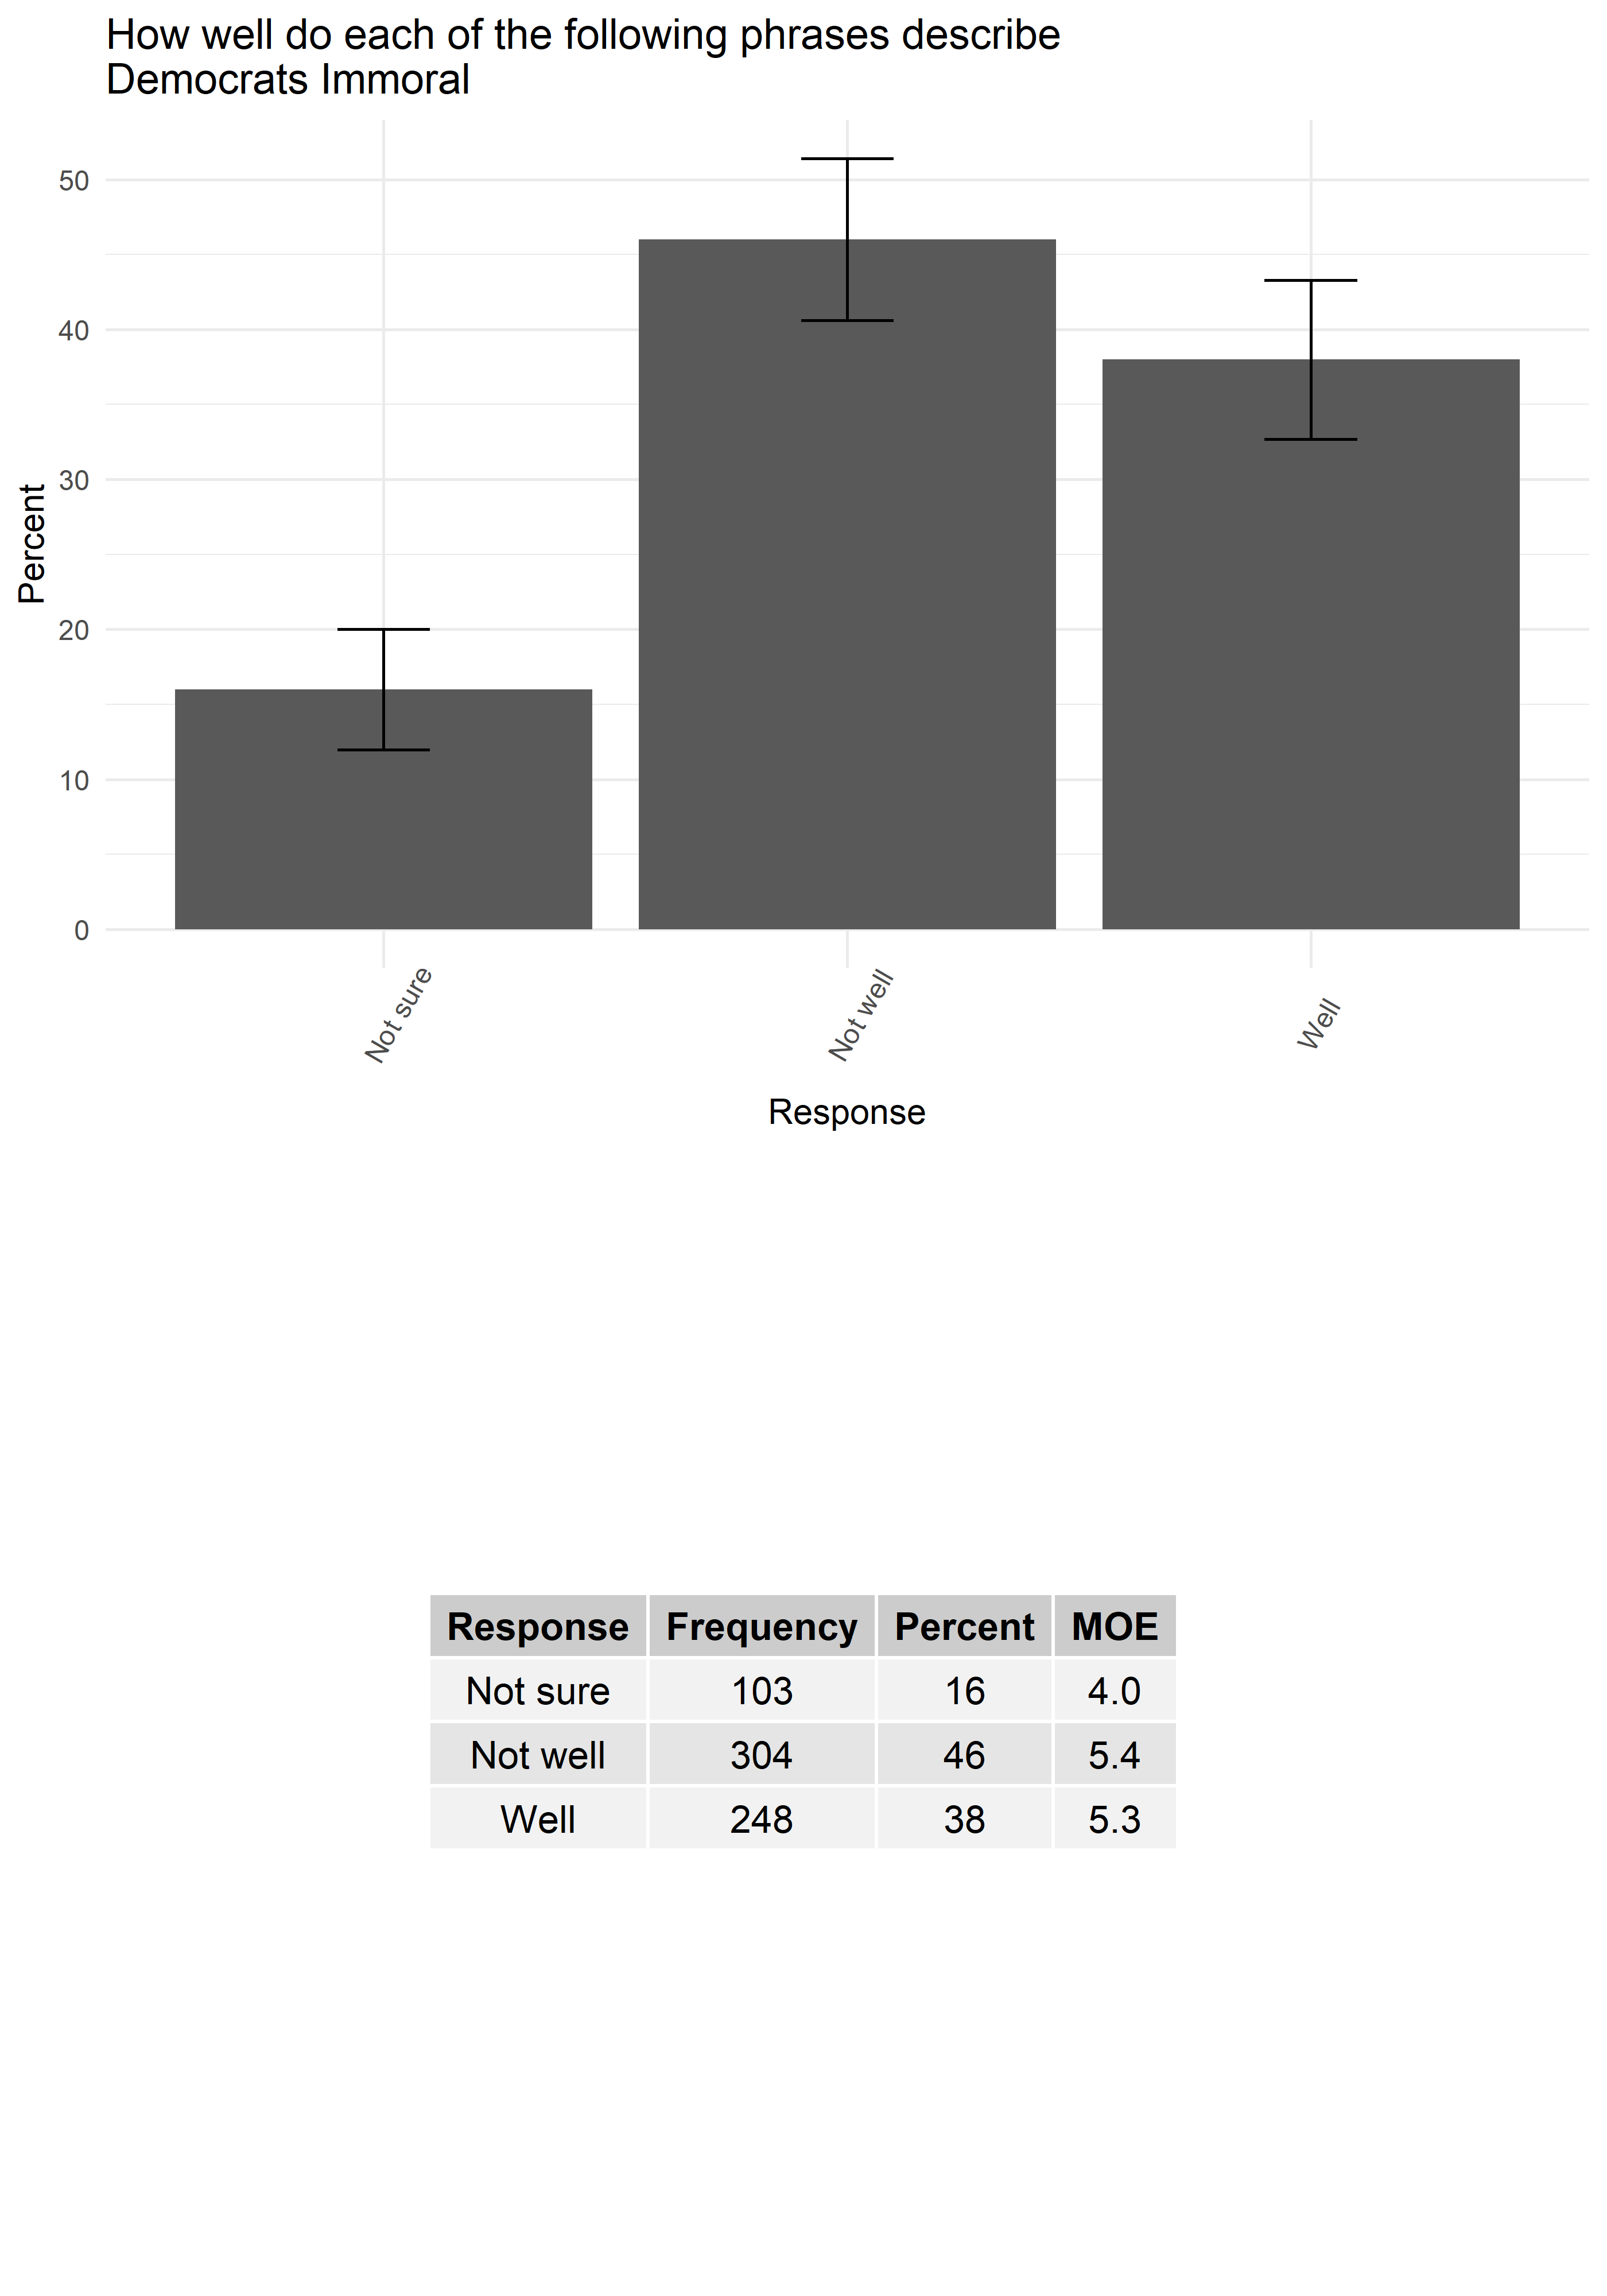 How well do each of the following phrases describe
Democrats Immoral
Percent
50
40
30
20
10
0
Not sure
Not well
Well
Response
Response Frequency Percent MOE
Not sure 103 16 4.0
Not well 304 46 5.4
Well 248 38 5.3